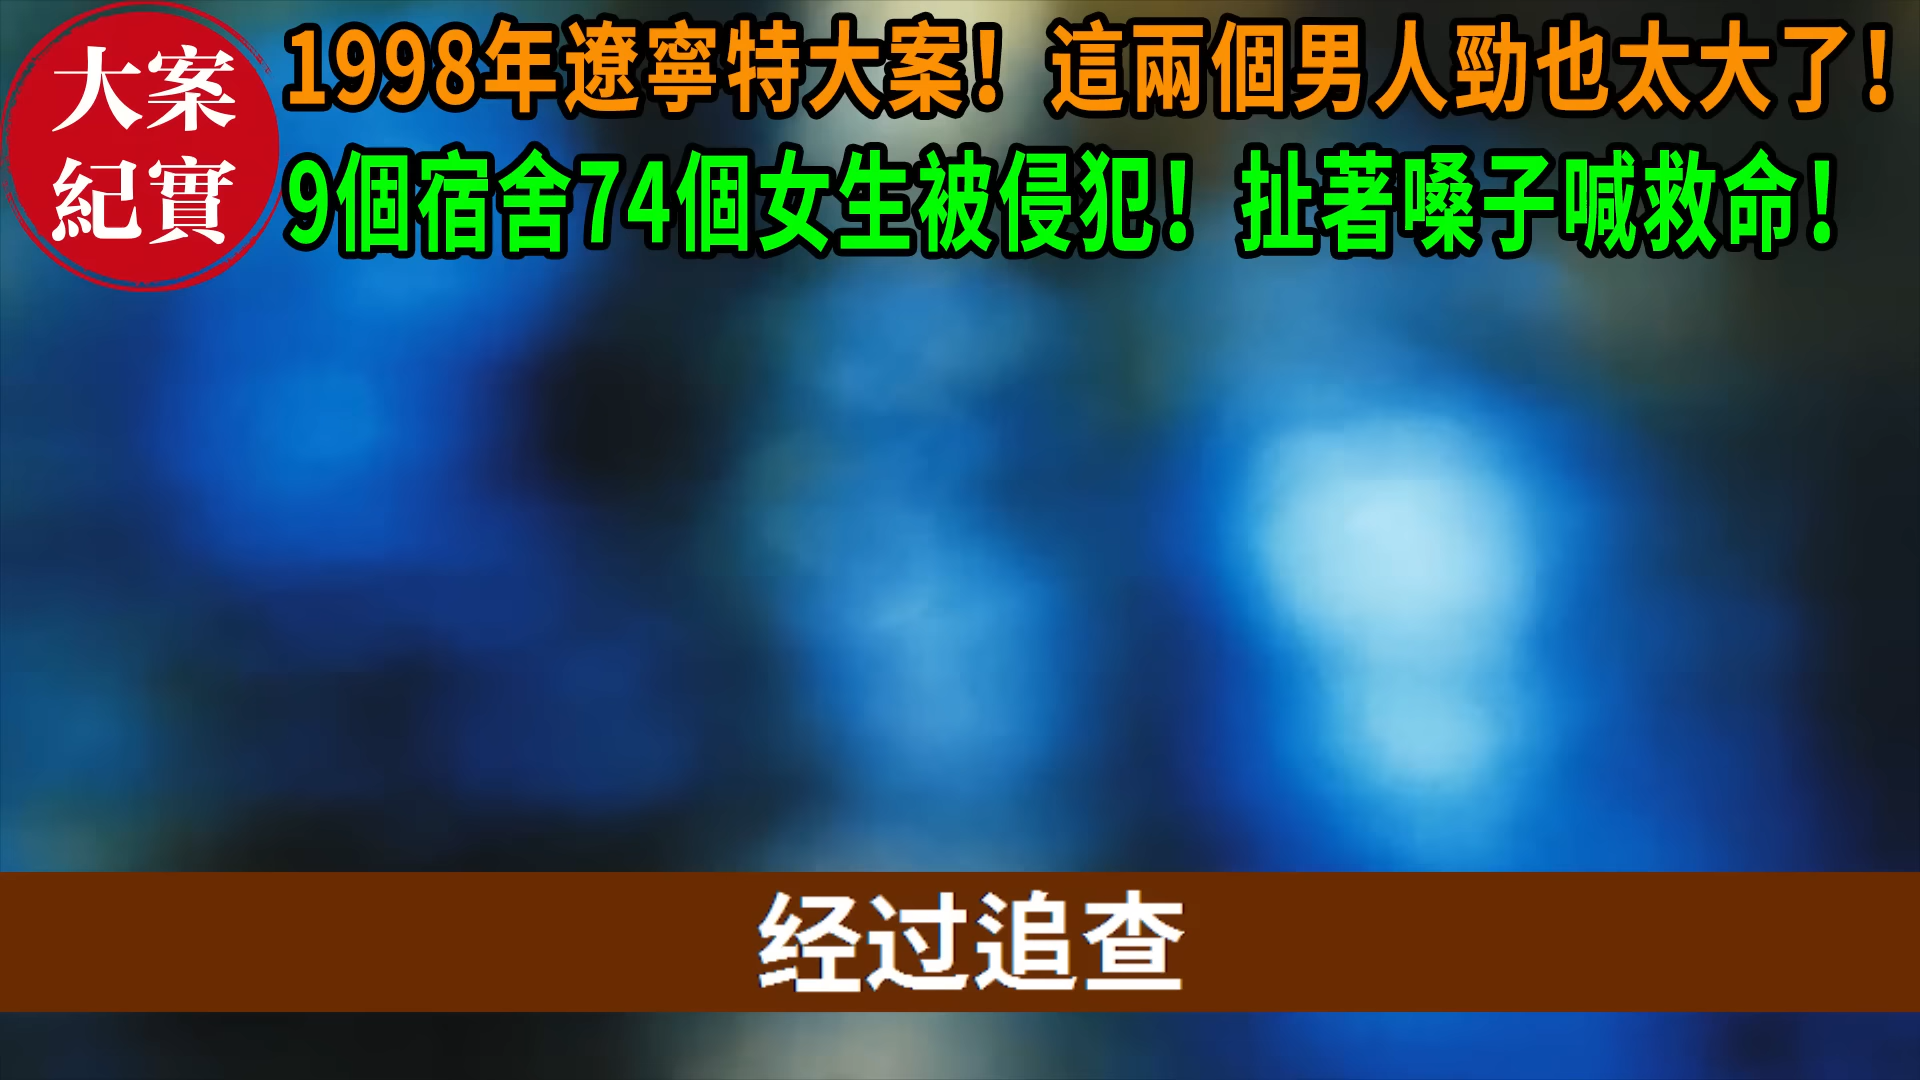 大案
紀實
1998年遼寧特大案！這兩個男人勁也太大了！
9個宿舍74個女生被侵犯！扯著嗓子喊救命！
经过追查